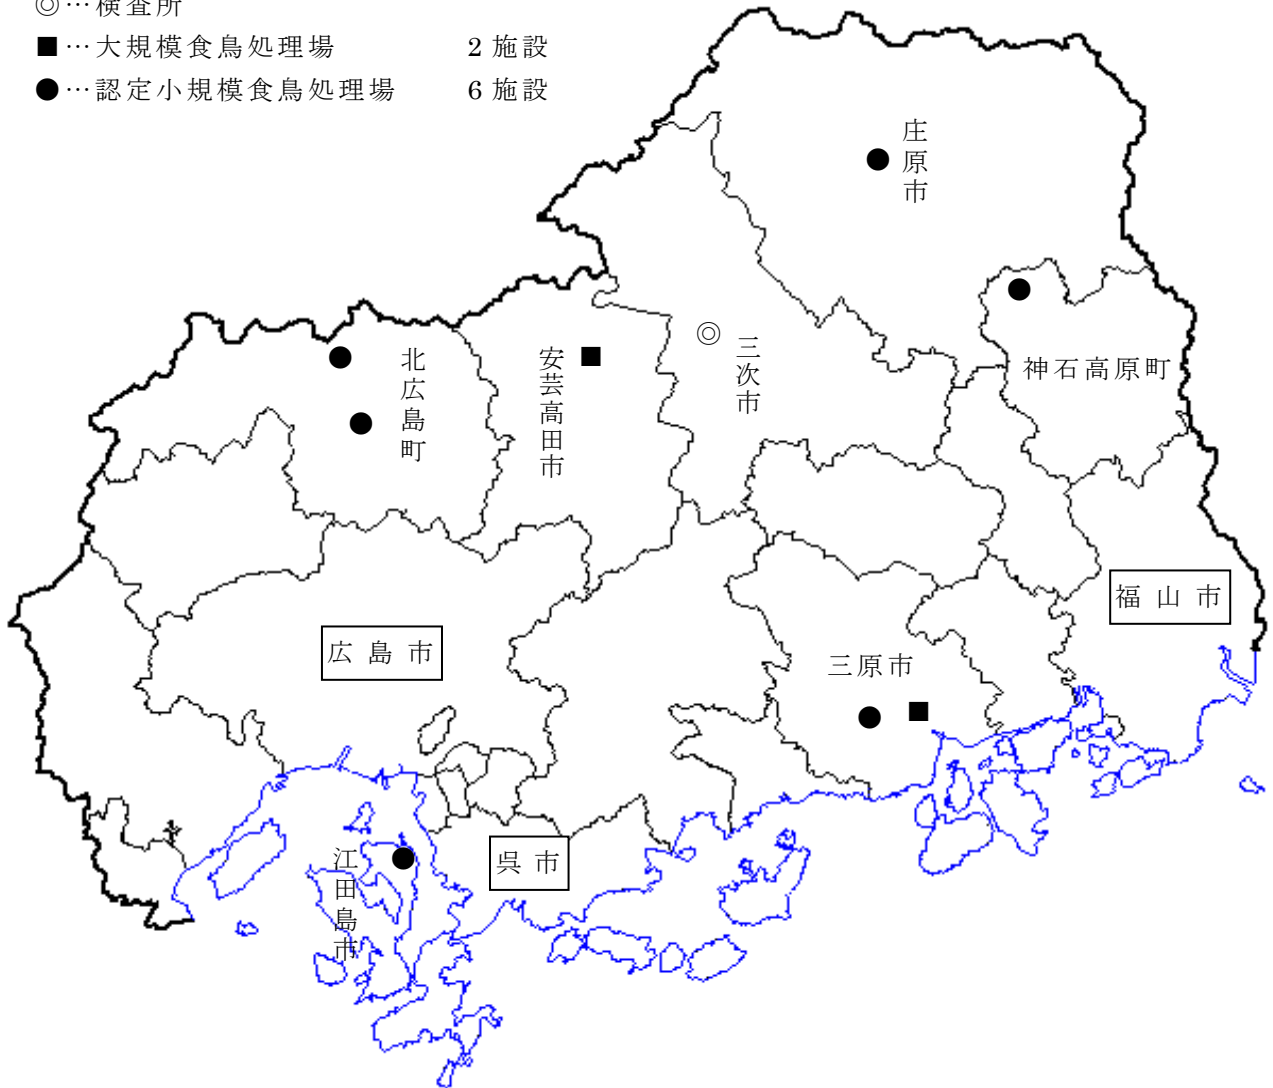 ◎…検査所
■…大規模食鳥処理場 2 施設
●…認定小規模食鳥処理場 6 施設
庄原市
三次市
神石高原町
安芸高田市
北広島町
福山市
広島市
三原市
呉市
江田島市